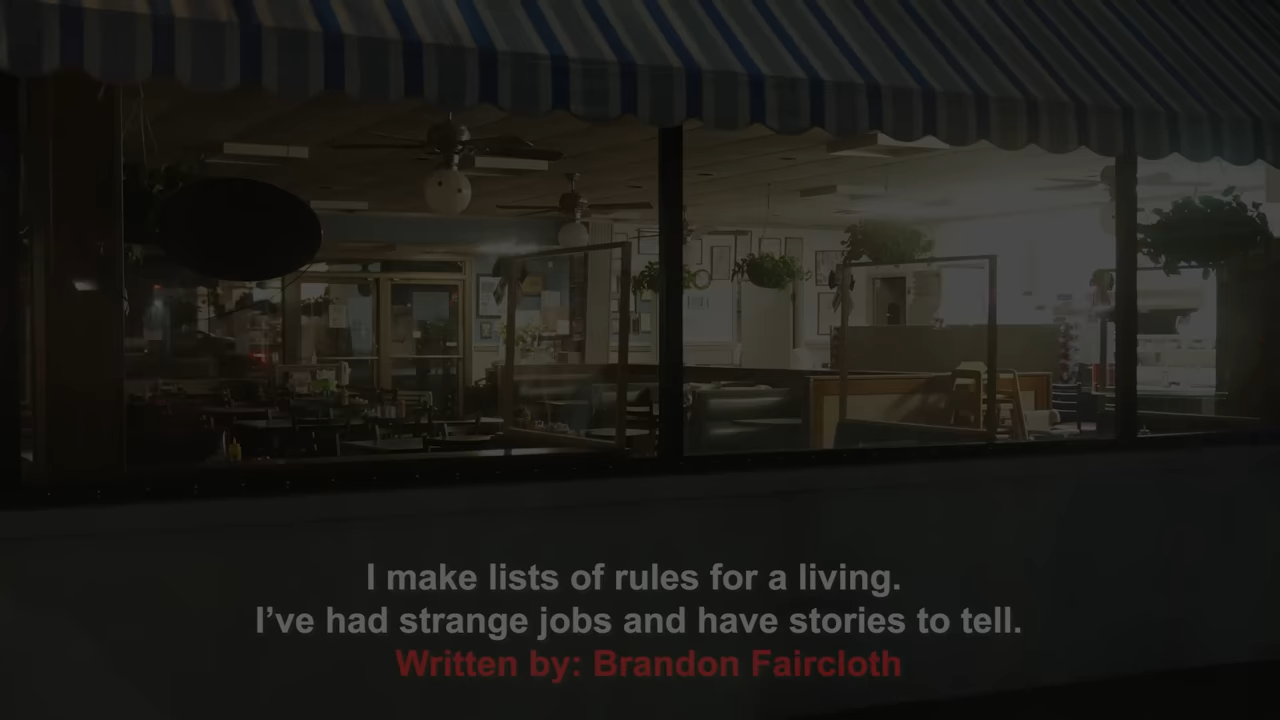 I make lists of rules for a living.
I’ve had strange jobs and have stories to tell.
Written by: Brandon Faircloth